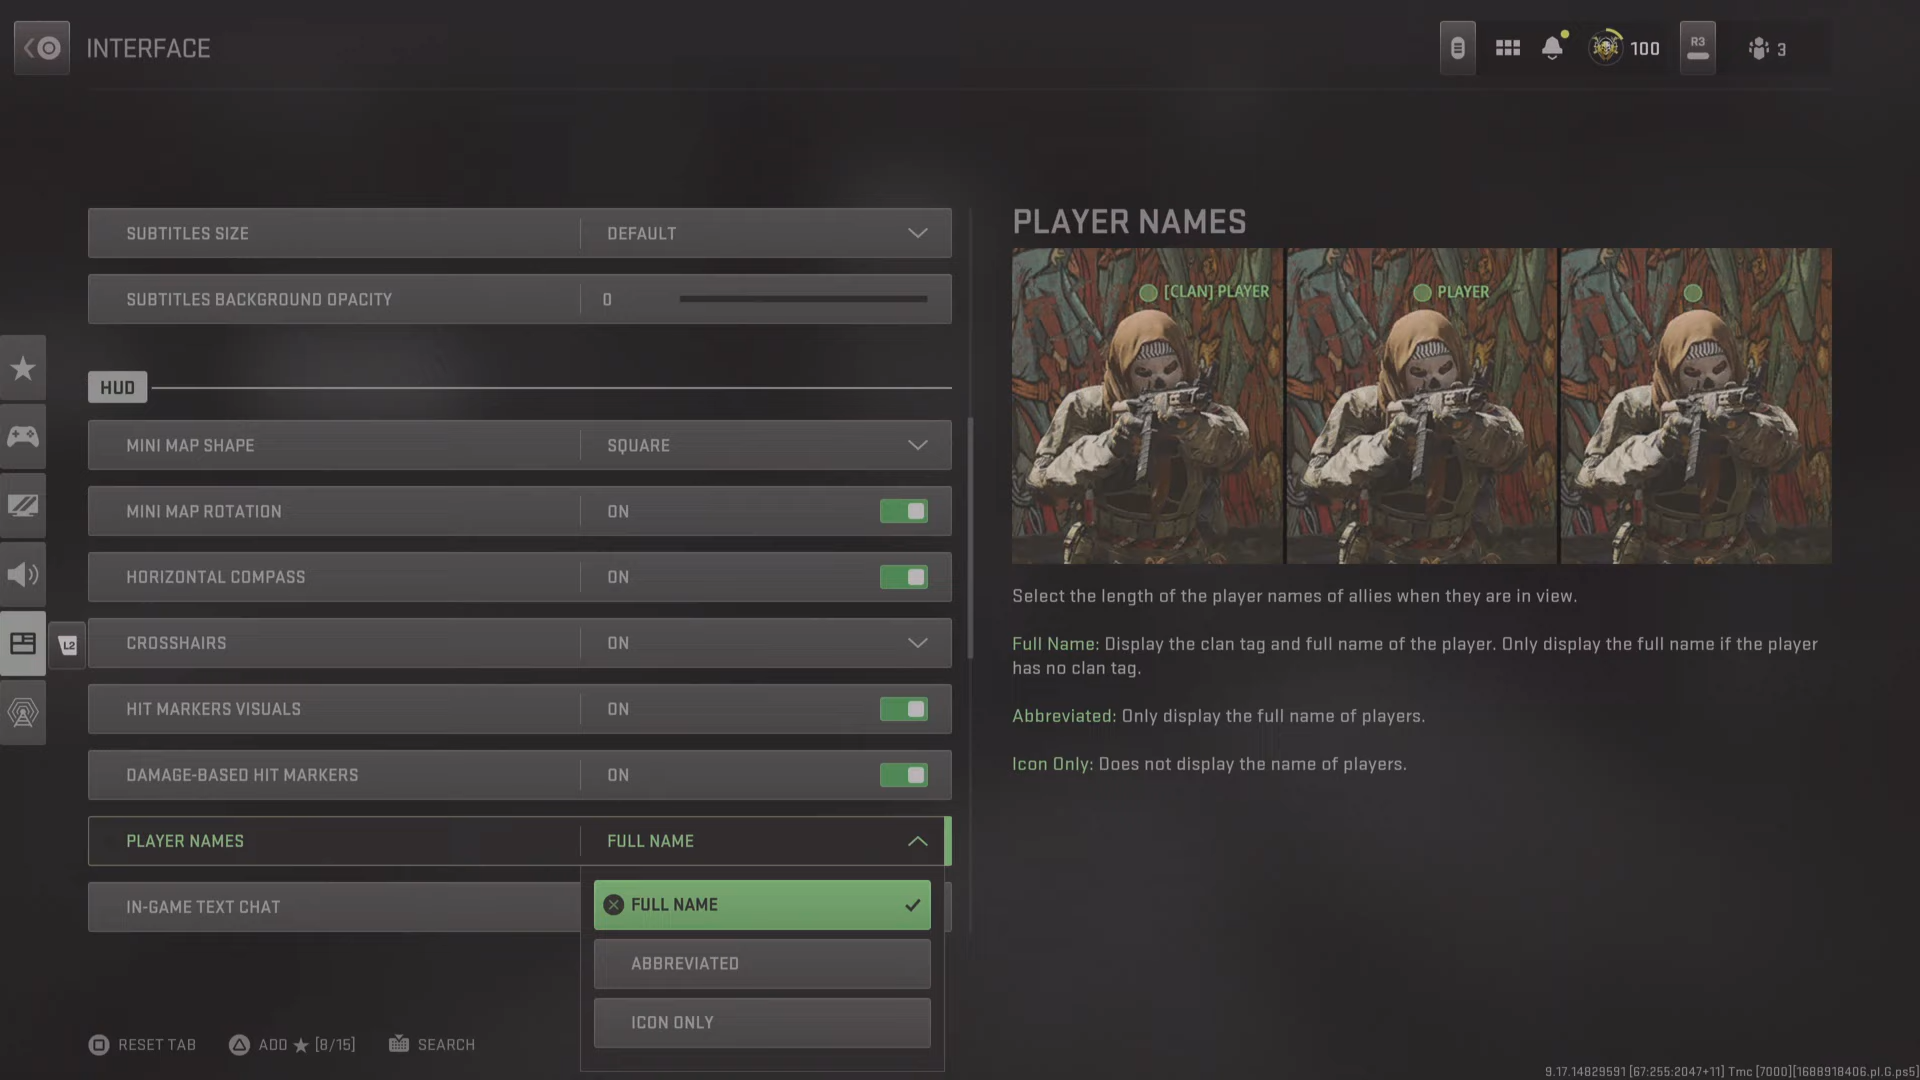 INTERFACE
100
R3
3
SUBTITLES SIZE
DEFAULT
SUBTITLES BACKGROUND OPACITY
0
HUD
MINI MAP SHAPE
SQUARE
MINI MAP ROTATION
ON
HORIZONTAL COMPASS
ON
L2
CROSSHAIRS
ON
HIT MARKERS VISUALS
ON
DAMAGE-BASED HIT MARKERS
ON
PLAYER NAMES
FULL NAME
IN-GAME TEXT CHAT
FULL NAME
ABBREVIATED
ICON ONLY
RESET TAB
ADD ★ [8/15]
SEARCH
PLAYER NAMES
[CLAN] PLAYER
PLAYER
Select the length of the player names of allies when they are in view.
Full Name: Display the clan tag and full name of the player. Only display the full name if the player
has no clan tag.
Abbreviated: Only display the full name of players.
Icon Only: Does not display the name of players.
9.17.14829591 [67:255:2047+11] Tmc [7000][1688918406.pl.G.ps5]